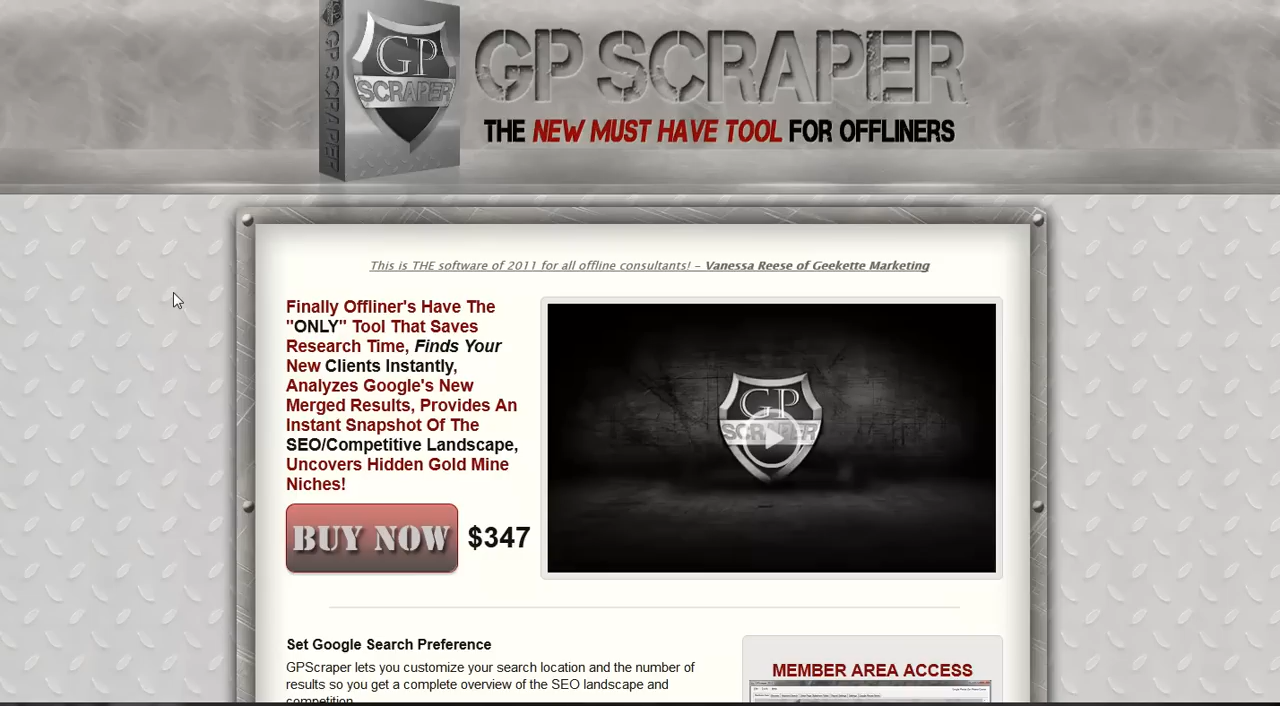 GP SCRAPER
GP
SCRAPER
GP SCRAPER
THE NEW MUST HAVE TOOL FOR OFFLINERS
This is THE software of 2011 for all offline consultants! - Vanessa Reese of Geekette Marketing
Finally Offliner's Have The
"ONLY" Tool That Saves
Research Time, Finds Your
New Clients Instantly,
Analyzes Google's New
Merged Results, Provides An
Instant Snapshot Of The
SEO/Competitive Landscape,
Uncovers Hidden Gold Mine
Niches!
GP
SCRAPER
BUY NOW $347
Set Google Search Preference
GPScraper lets you customize your search location and the number of
results so you get a complete overview of the SEO landscape and
competition.
MEMBER AREA ACCESS